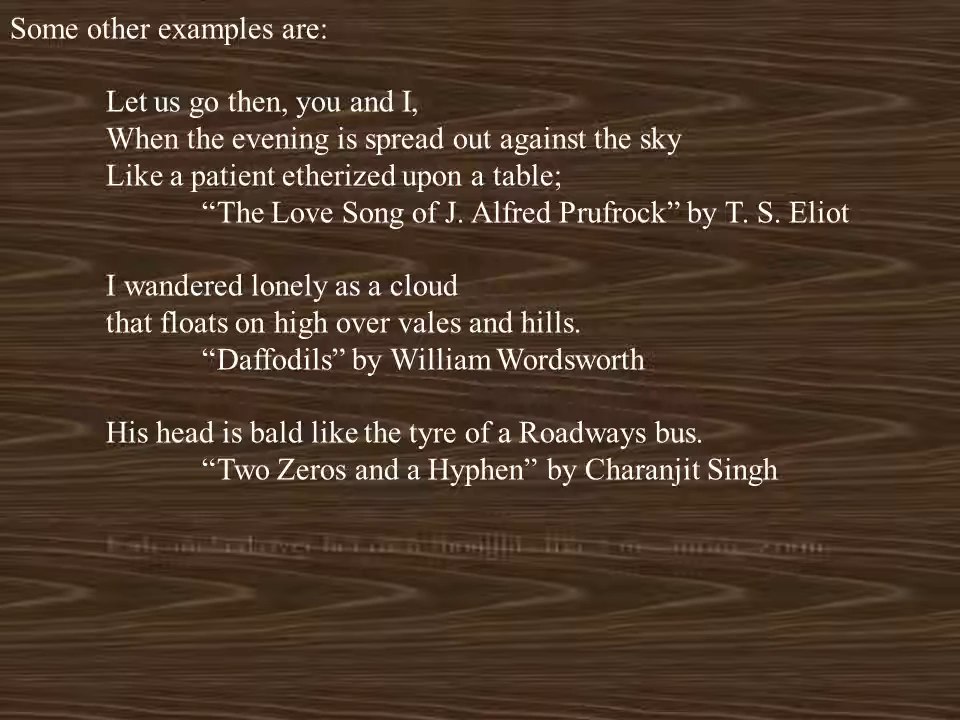 Some other examples are:
Let us go then, you and I,
When the evening is spread out against the sky
Like a patient etherized upon a table;
“The Love Song of J. Alfred Prufrock” by T. S. Eliot
I wandered lonely as a cloud
that floats on high over vales and hills.
“Daffodils” by William Wordsworth
His head is bald like the tyre of a Roadways bus.
“Two Zeros and a Hyphen” by Charanjit Singh